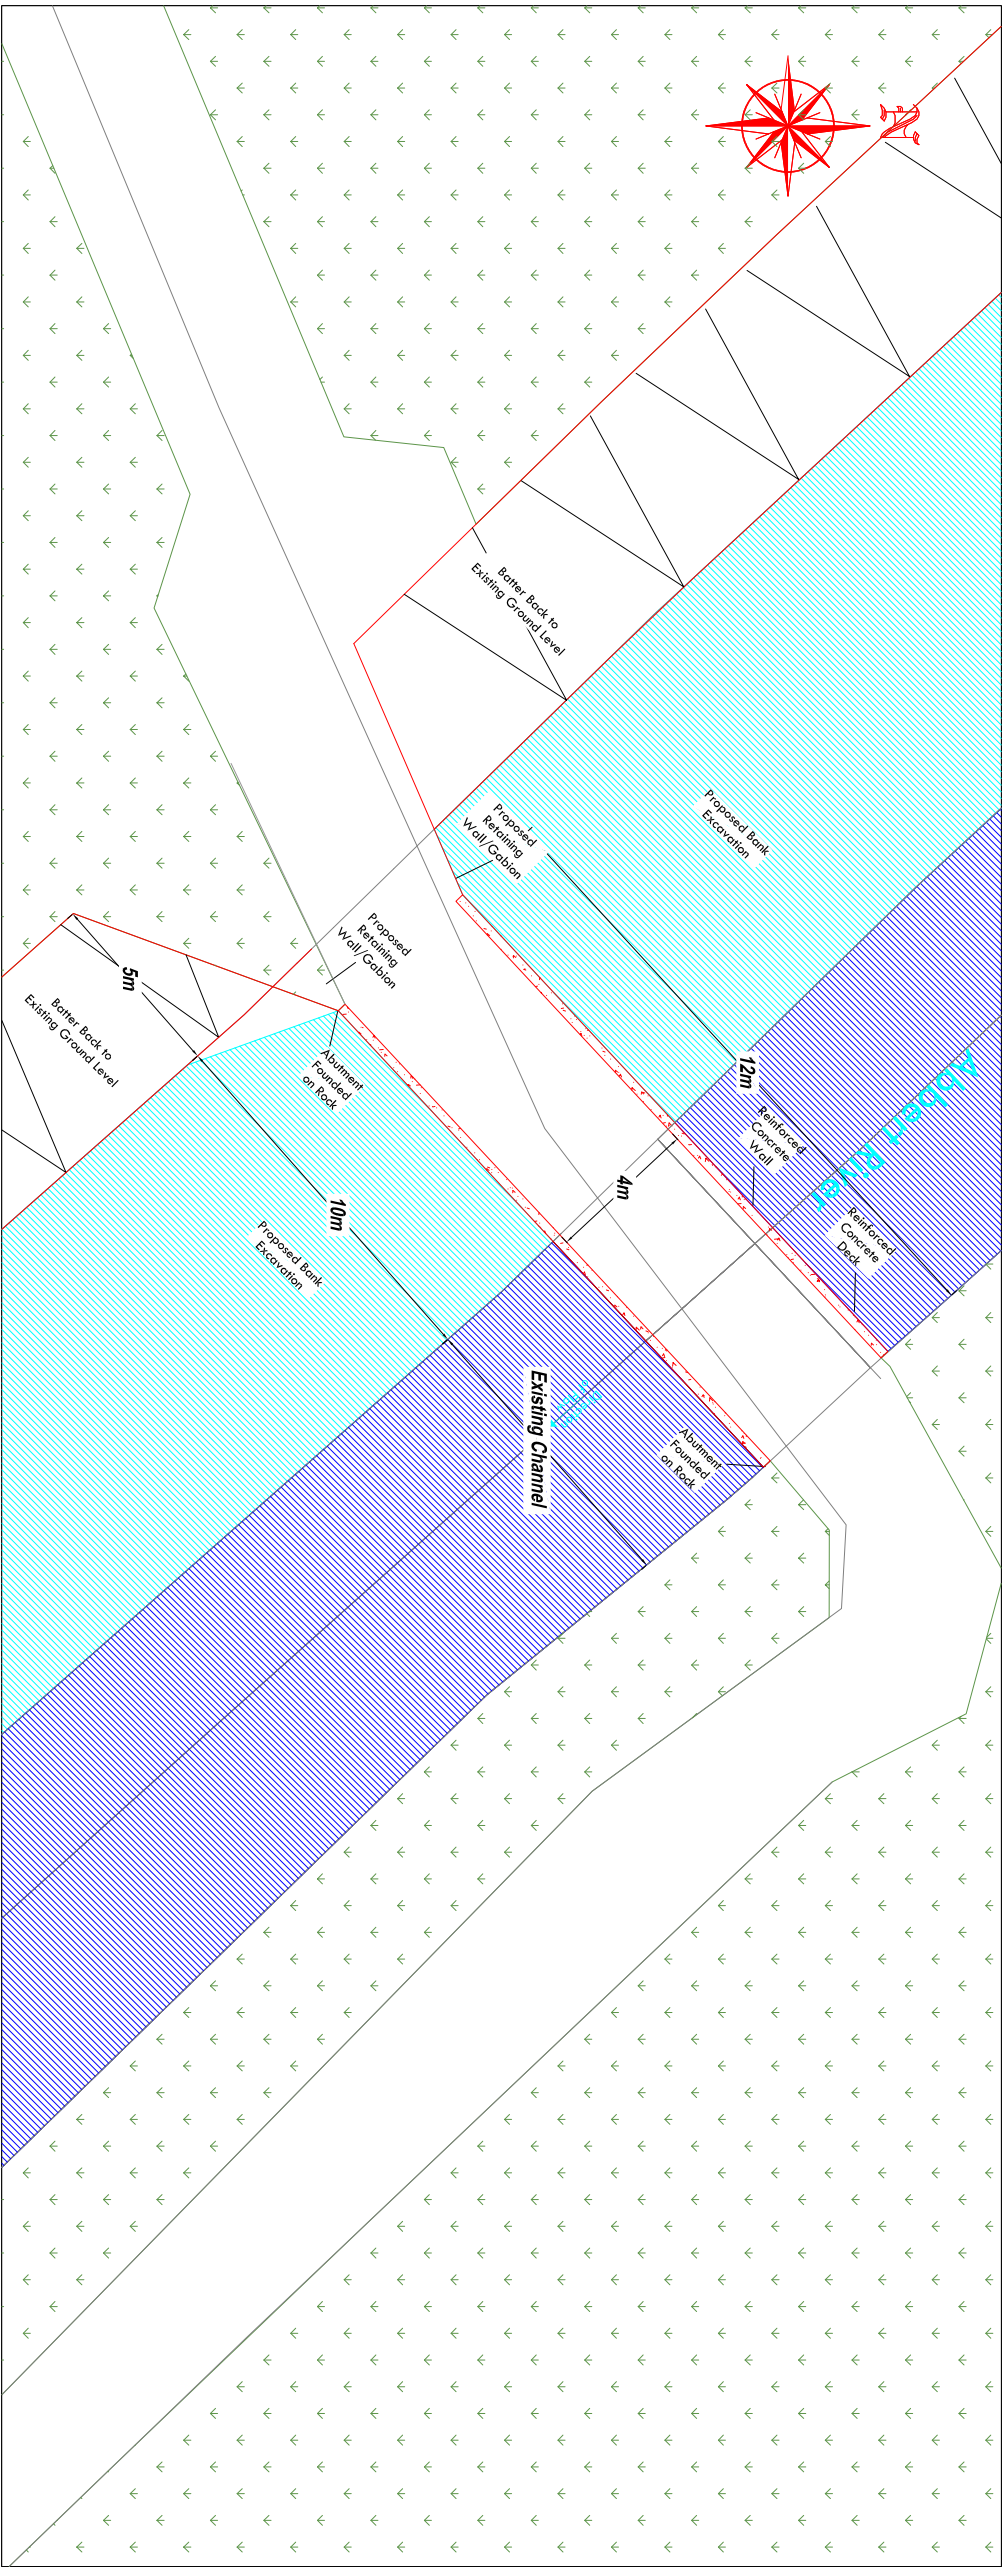 N
Batter Back to
Existing Ground Level
Proposed Bank
Excavation
Proposed
Retaining
Wall/Gabion
Proposed
Retaining
Wall/Gabion
5m
Batter Back to
Existing Ground Level
Abutment
Founded
on Rock
12m
Abbert River
Reinforced
Concrete
Wall
Reinforced
Concrete
Deck
4m
10m
Proposed Bank
Excavation
Existing Channel
Abutment
Founded
on Rock